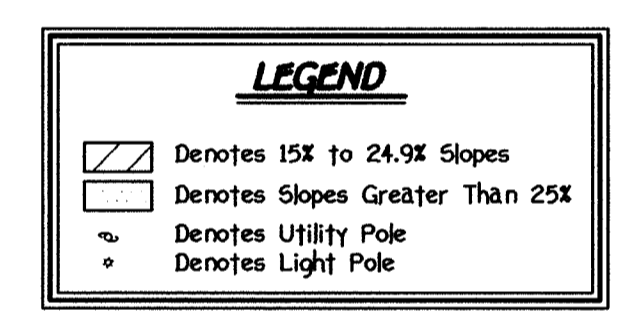 LEGEND
Denotes 15% to 24.9% Slopes
Denotes Slopes Greater Than 25%
Denotes Utility Pole
Denotes Light Pole